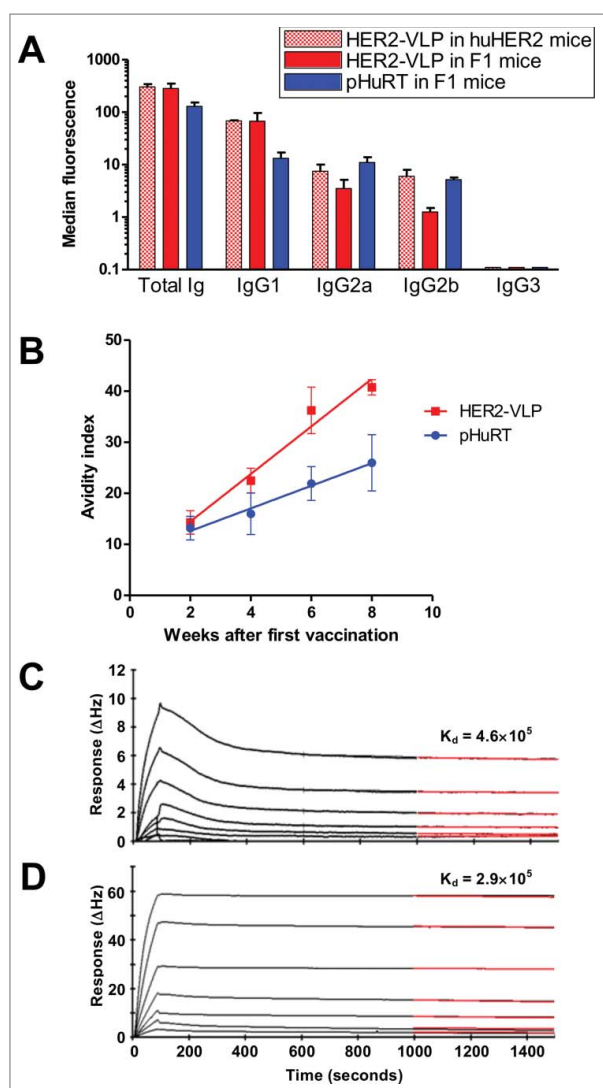 A
HER2-VLP in huHER2 mice
HER2-VLP in F1 mice
pHuRT in F1 mice
Median fluorescence
1000
100
10
1
0.1
Total Ig IgG1 IgG2a IgG2b IgG3
B
Avidity index
50
40
30
20
10
0
0 2 4 6 8 10
Weeks after first vaccination
HER2-VLP
pHuRT
C
Response (ΔHz)
12
10
8
6
4
2
0
K_d = 4.6×10⁵
D
Response (ΔHz)
60
40
20
0
K_d = 2.9×10⁵
0 200 400 600 800 1000 1200 1400
Time (seconds)